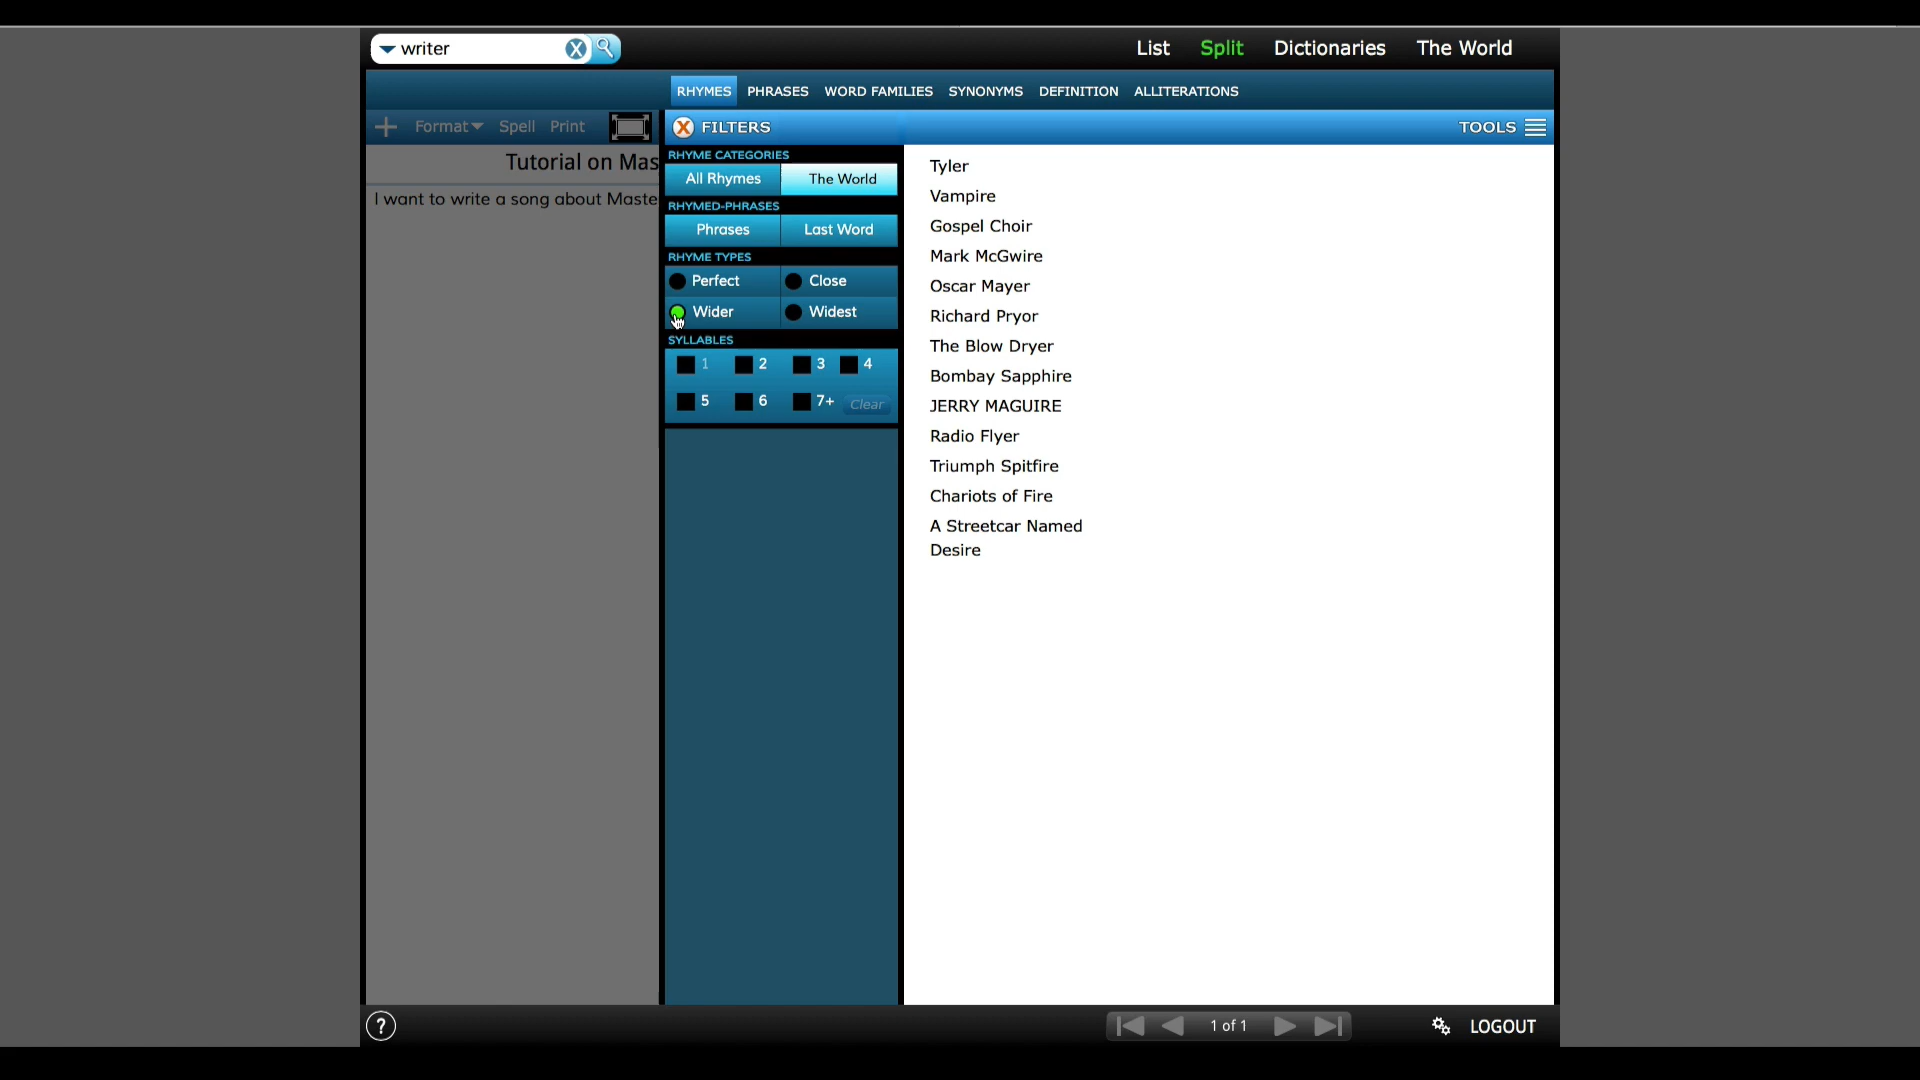 writer
List Split Dictionaries The World
RHYMES PHRASES WORD FAMILIES SYNONYMS DEFINITION ALLITERATIONS
Format Spell Print
X FILTERS
TOOLS
Tutorial on Mas
I want to write a song about Maste
RHYME CATEGORIES
All Rhymes The World
RHYMED-PHRASES
Phrases Last Word
RHYME TYPES
Perfect Close
Wider Widest
SYLLABLES
1 2 3 4
5 6 7+ Clear
Tyler
Vampire
Gospel Choir
Mark McGwire
Oscar Mayer
Richard Pryor
The Blow Dryer
Bombay Sapphire
JERRY MAGUIRE
Radio Flyer
Triumph Spitfire
Chariots of Fire
A Streetcar Named
Desire
? 1 of 1 LOGOUT